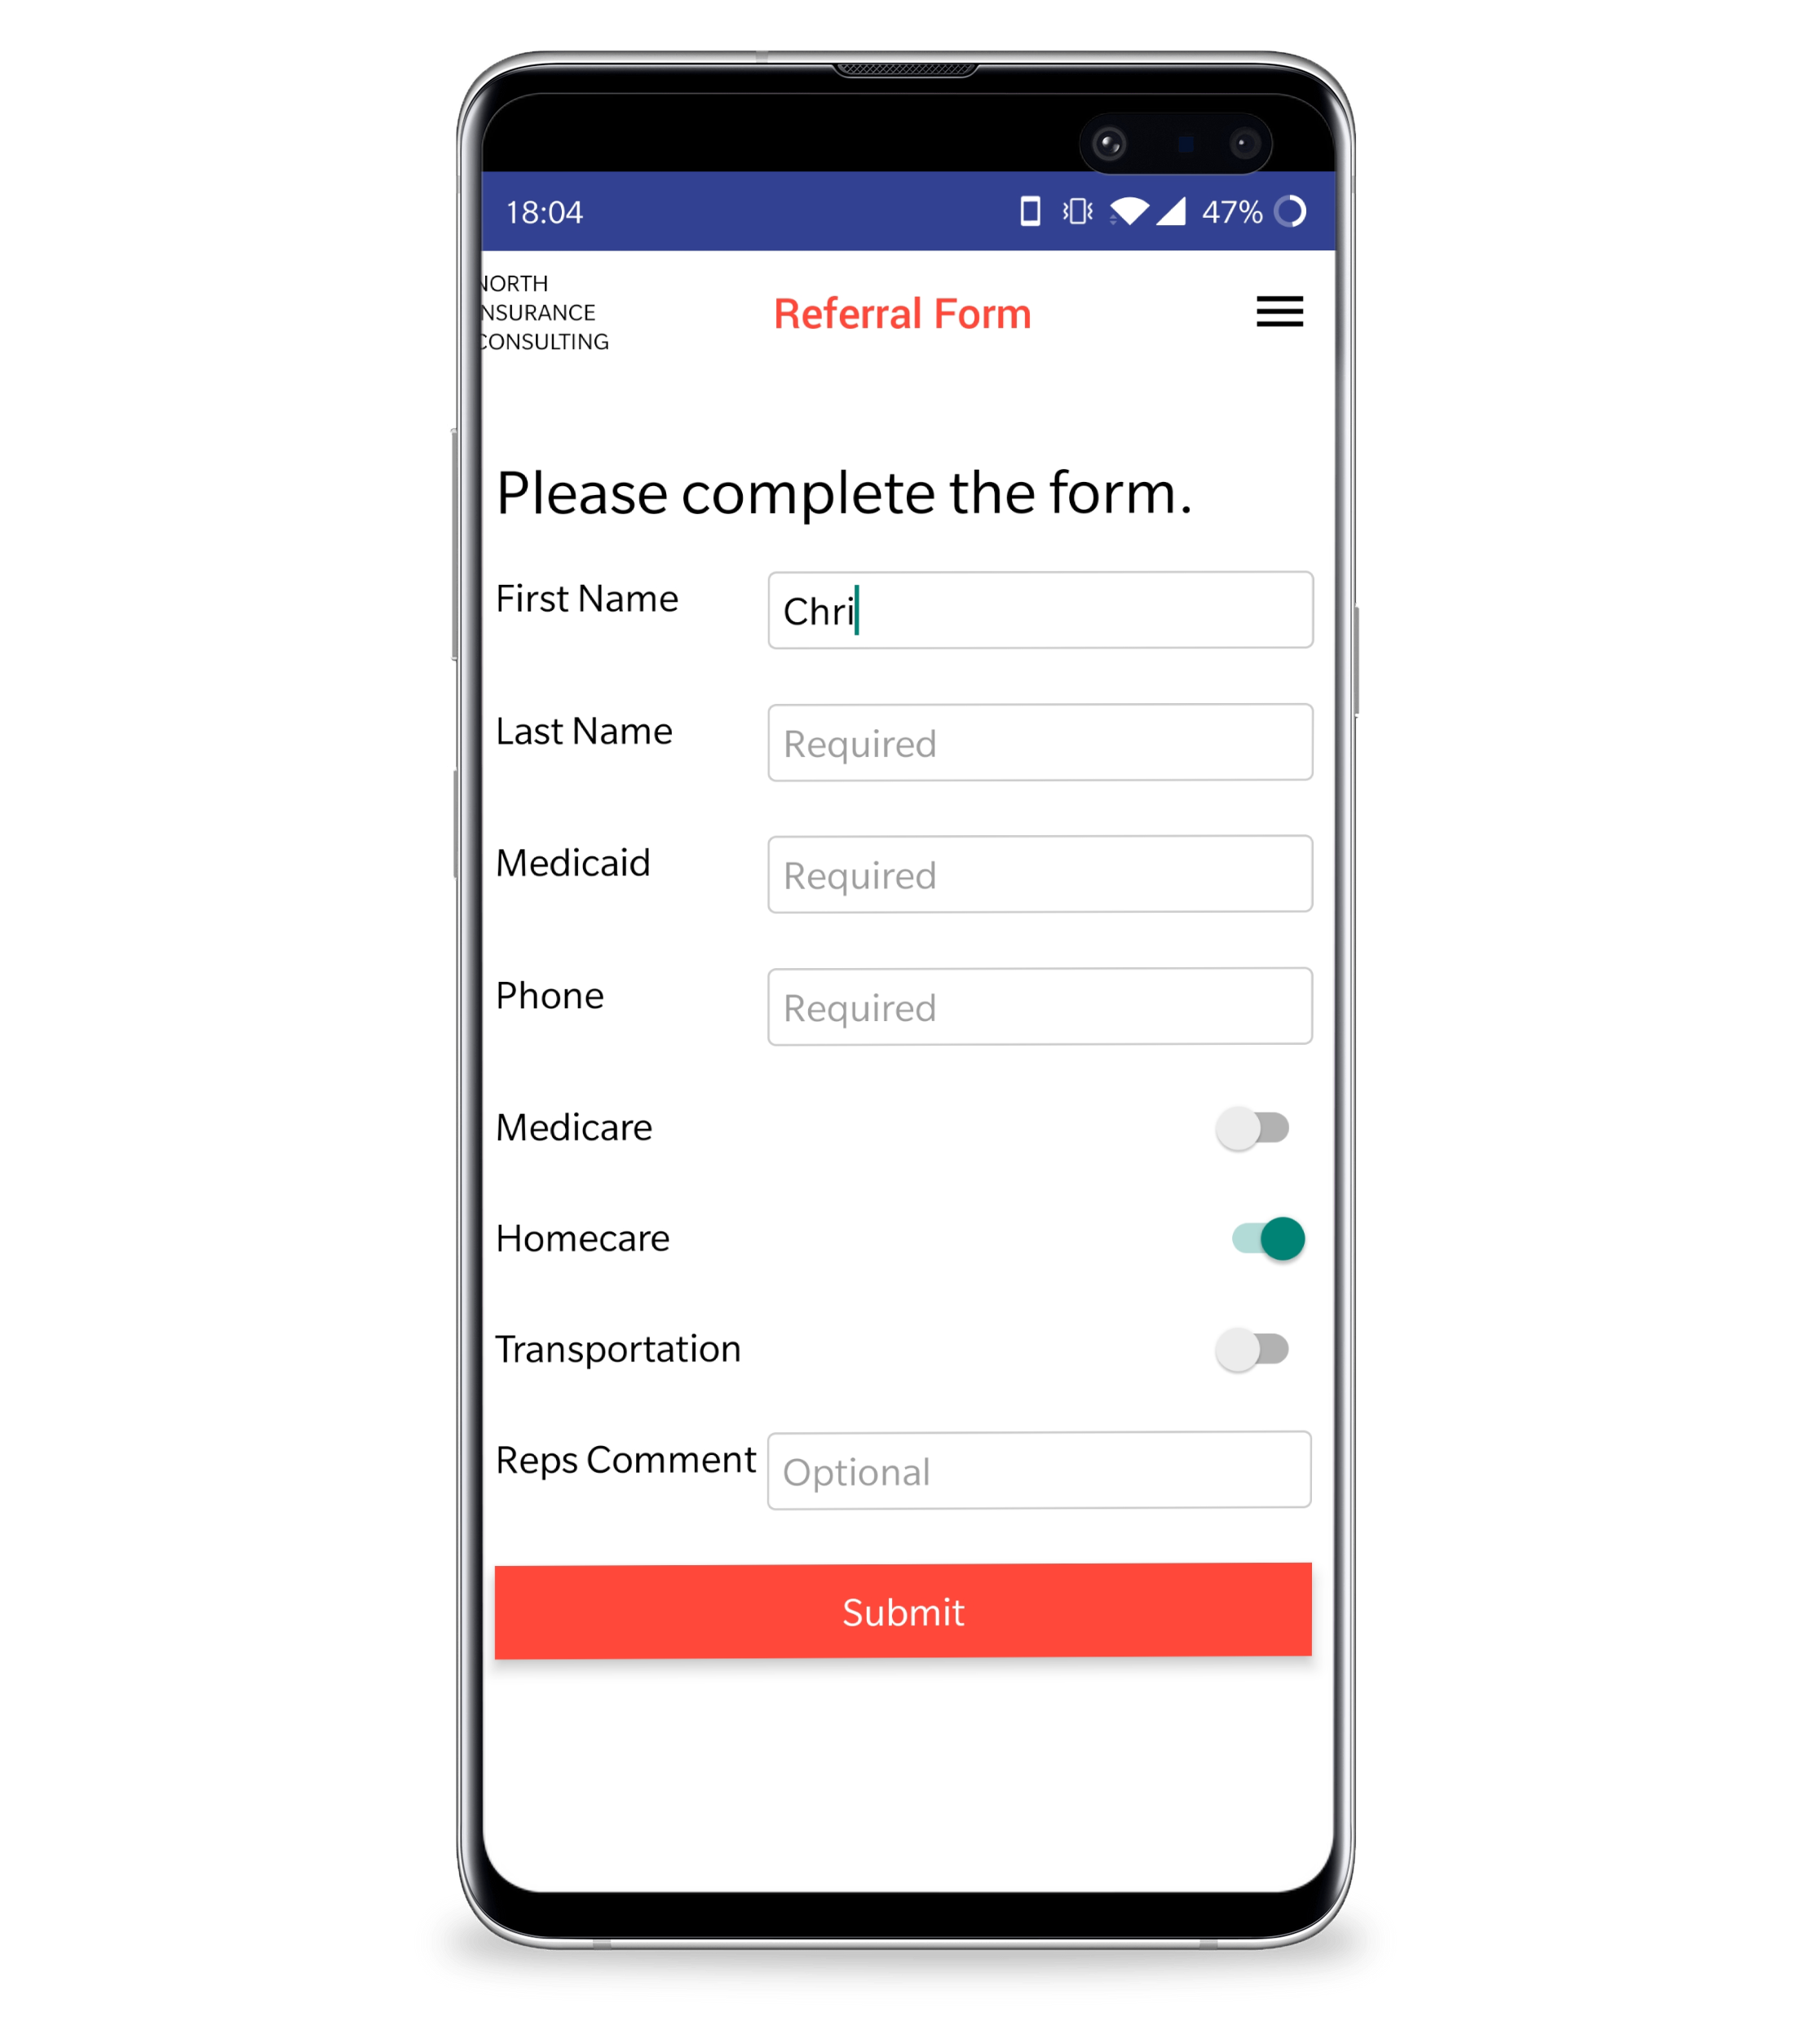 18:04 47%
NORTH
INSURANCE
CONSULTING
Referral Form
Please complete the form.
First Name Chri
Last Name Required
Medicaid Required
Phone Required
Medicare
Homecare
Transportation
Reps Comment Optional
Submit